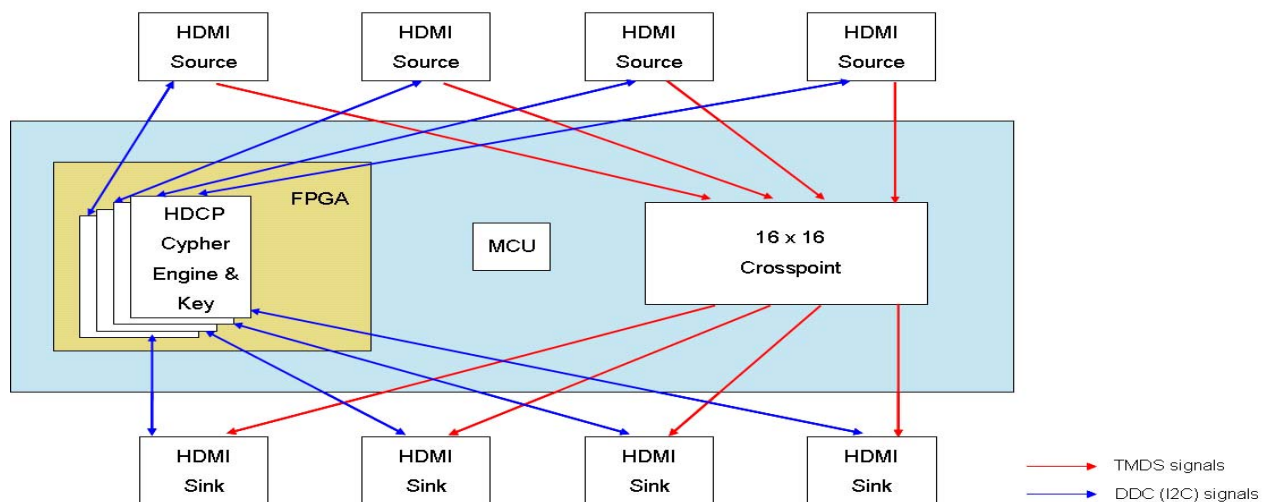 HDMI
Source
HDMI
Source
HDMI
Source
HDMI
Source
FPGA
HDCP
Cypher
Engine &
Key
MCU
16 x 16
Crosspoint
HDMI
Sink
HDMI
Sink
HDMI
Sink
HDMI
Sink
TMDS signals
DDC (I2C) signals